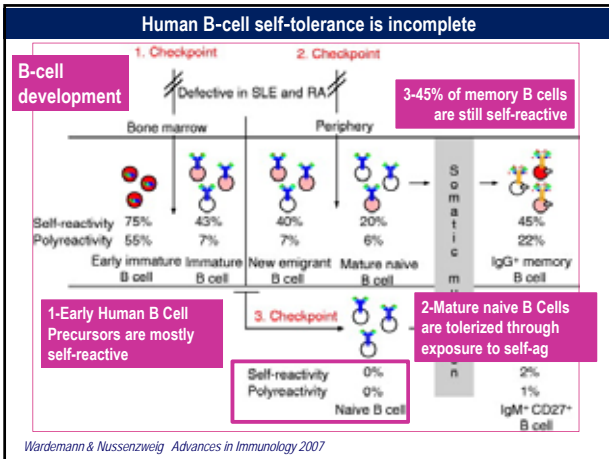 Human B-cell self-tolerance is incomplete
1. Checkpoint
2. Checkpoint
B-cell
development
Defective in SLE and RA
3-45% of memory B cells
are still self-reactive
Bone marrow
Periphery
Somatic
Self-reactivity 75% 43% 40% 20% 45%
Polyreactivity 55% 7% 7% 6% 22%
Early immature
B cell
Immature
B cell
New emigrant
B cell
Mature naive
B cell
IgG+ memory
B cell
1-Early Human B Cell
Precursors are mostly
self-reactive
3. Checkpoint
2-Mature naive B Cells
are tolerized through
exposure to self-ag
Self-reactivity 0% 2%
Polyreactivity 0% 1%
Naive B cell
IgM+ CD27+
B cell
Wardemann & Nussenzweig Advances in Immunology 2007